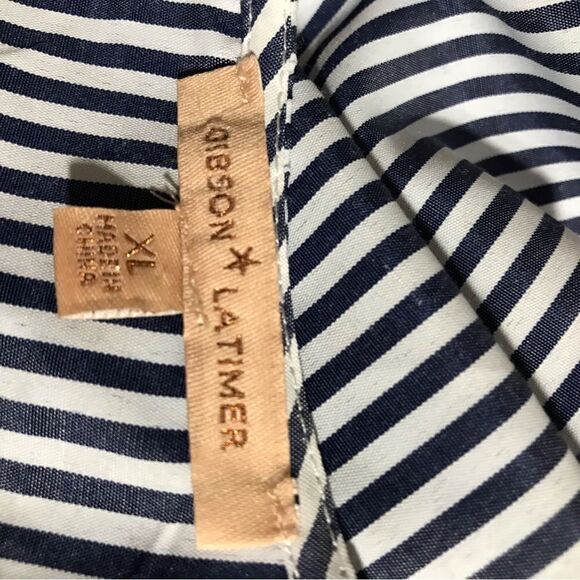 GIBSON ★ LATIMER
XL
MADE IN
CHINA